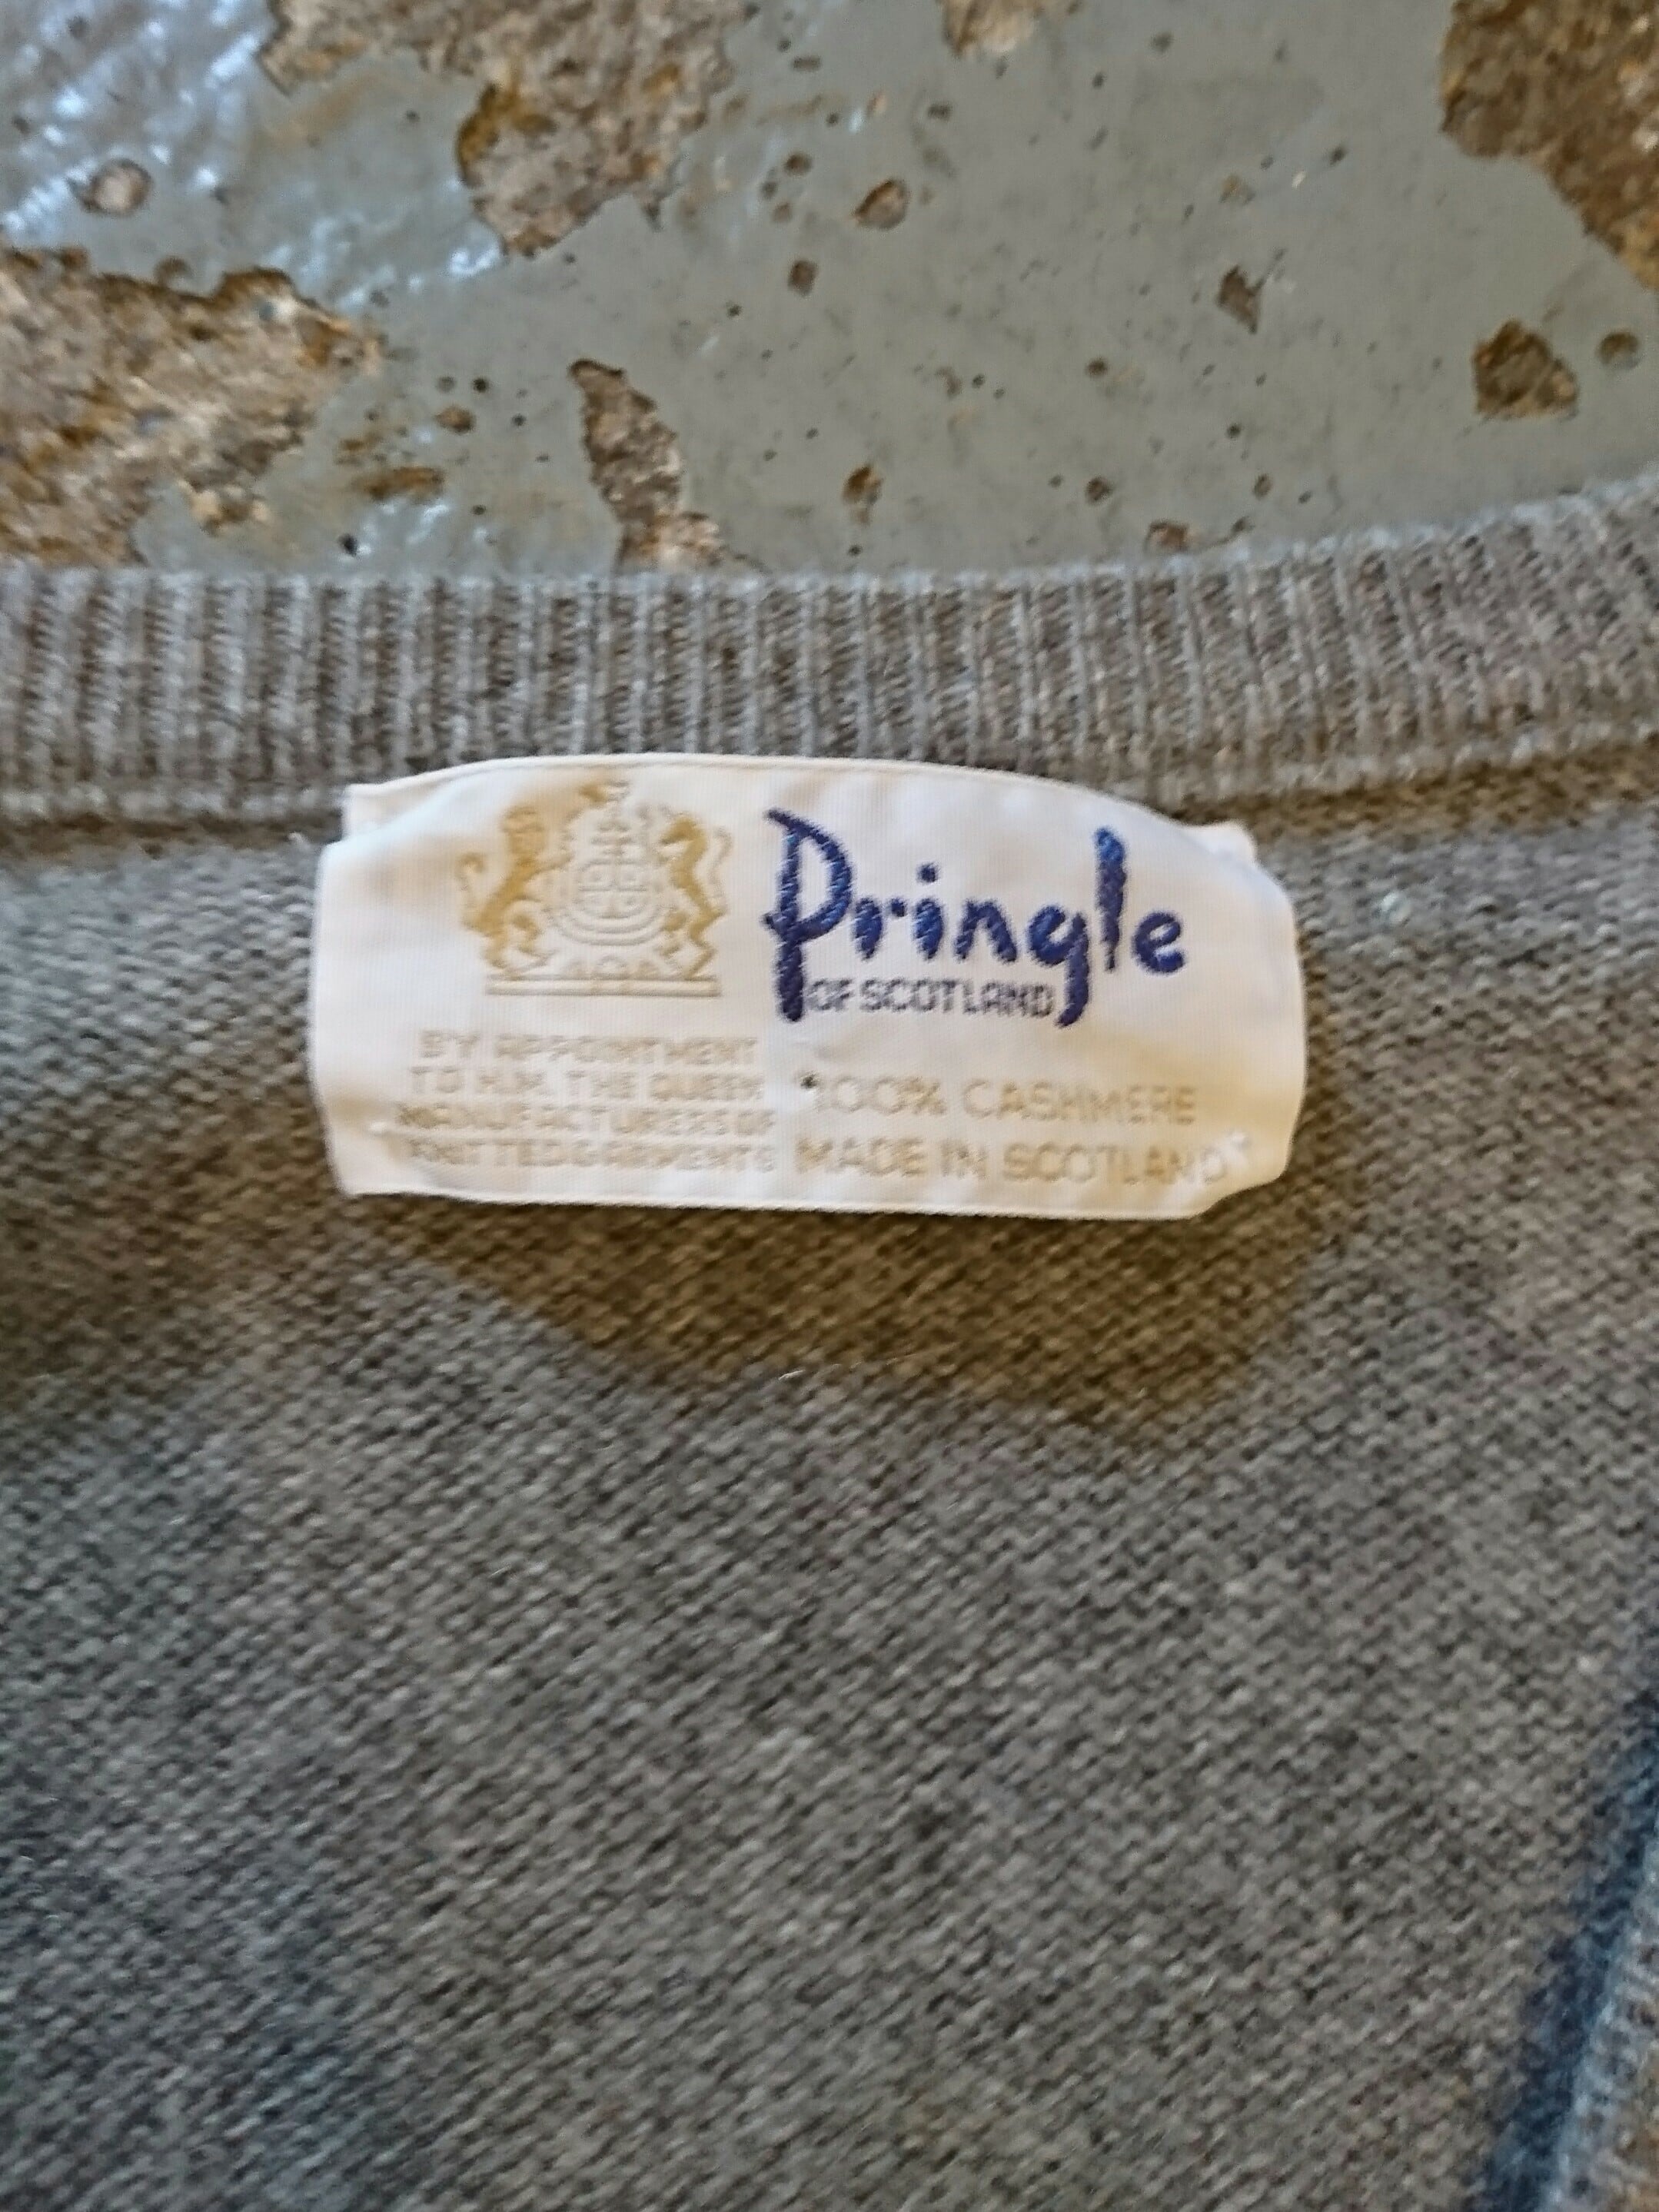 Pringle
OF SCOTLAND
BY APPOINTMENT
TO H.M. THE QUEEN
MANUFACTURERS OF
KNITTED GARMENTS
100% CASHMERE
MADE IN SCOTLAND